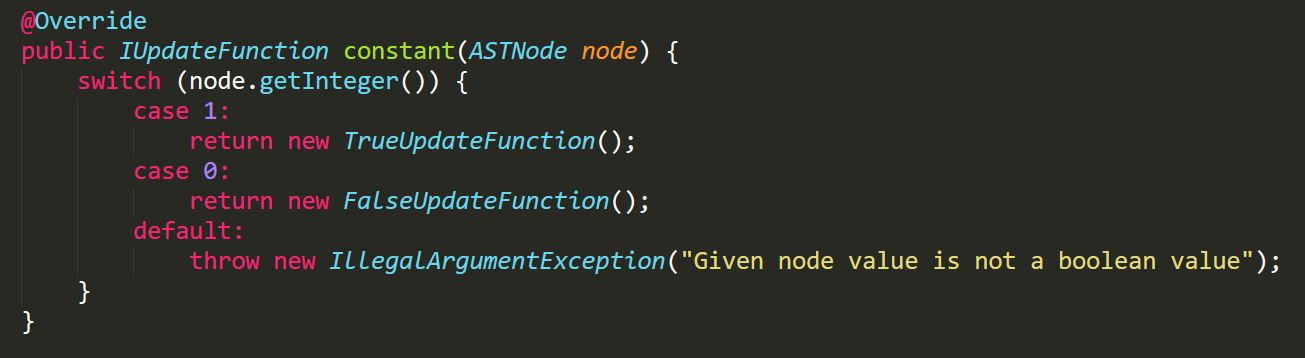 @Override
public IUpdateFunction constant(ASTNode node) {
    switch (node.getInteger()) {
        case 1:
            return new TrueUpdateFunction();
        case 0:
            return new FalseUpdateFunction();
        default:
            throw new IllegalArgumentException("Given node value is not a boolean value");
    }
}